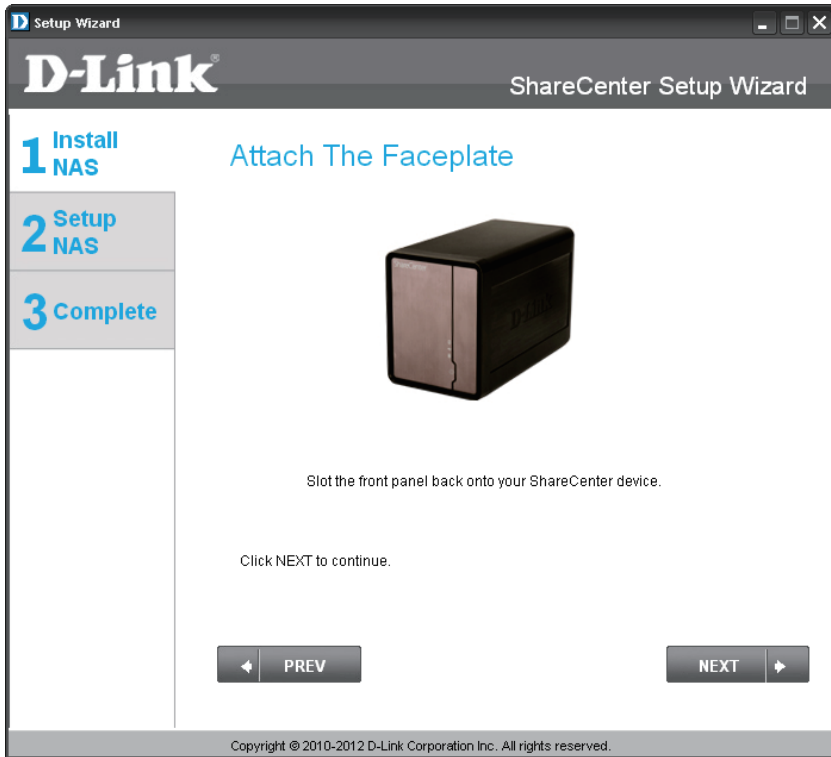 Setup Wizard
D-Link®
ShareCenter Setup Wizard
1 Install NAS
2 Setup NAS
3 Complete
Attach The Faceplate
D-Link
Slot the front panel back onto your ShareCenter device.
Click NEXT to continue.
PREV
NEXT
Copyright © 2010-2012 D-Link Corporation Inc. All rights reserved.